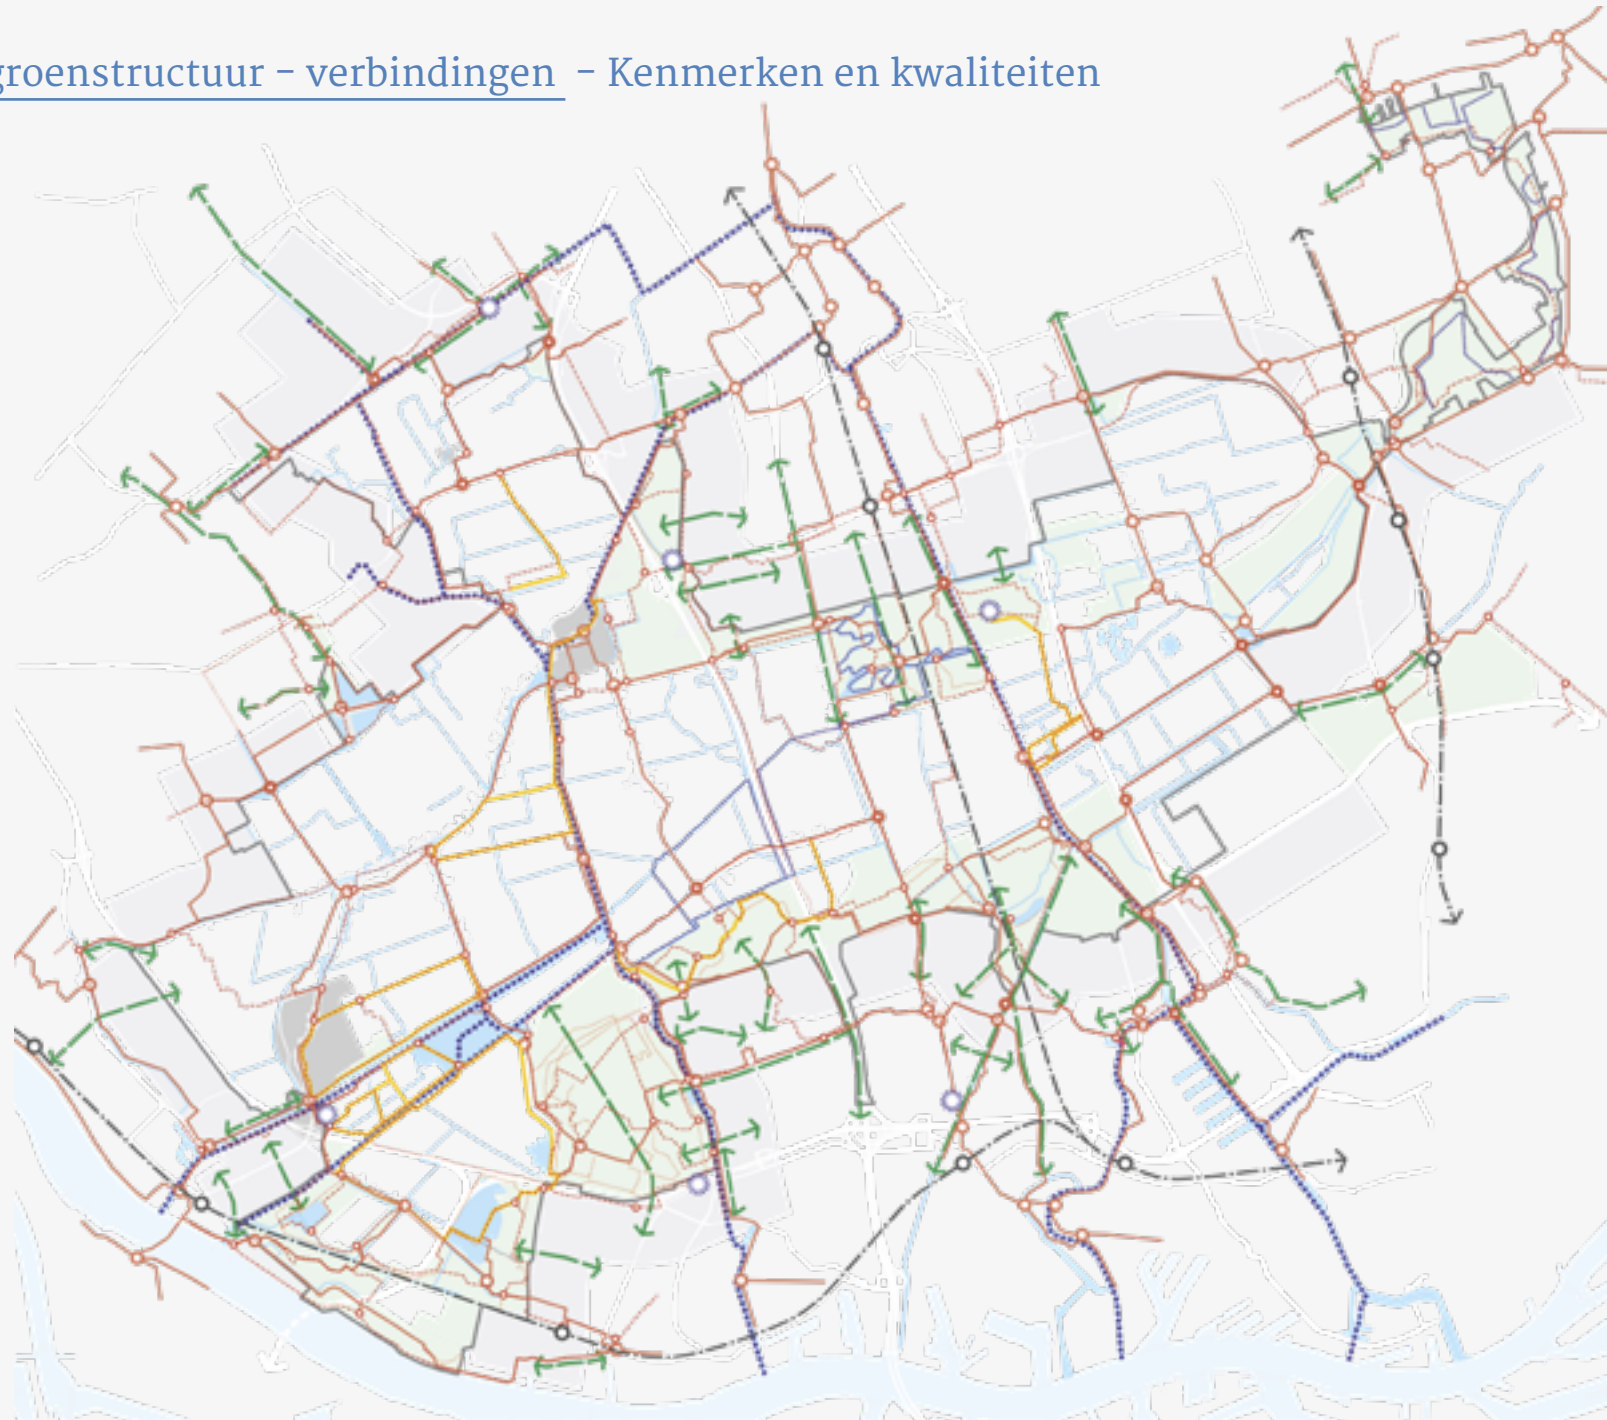 groenstructuur – verbindingen – Kenmerken en kwaliteiten